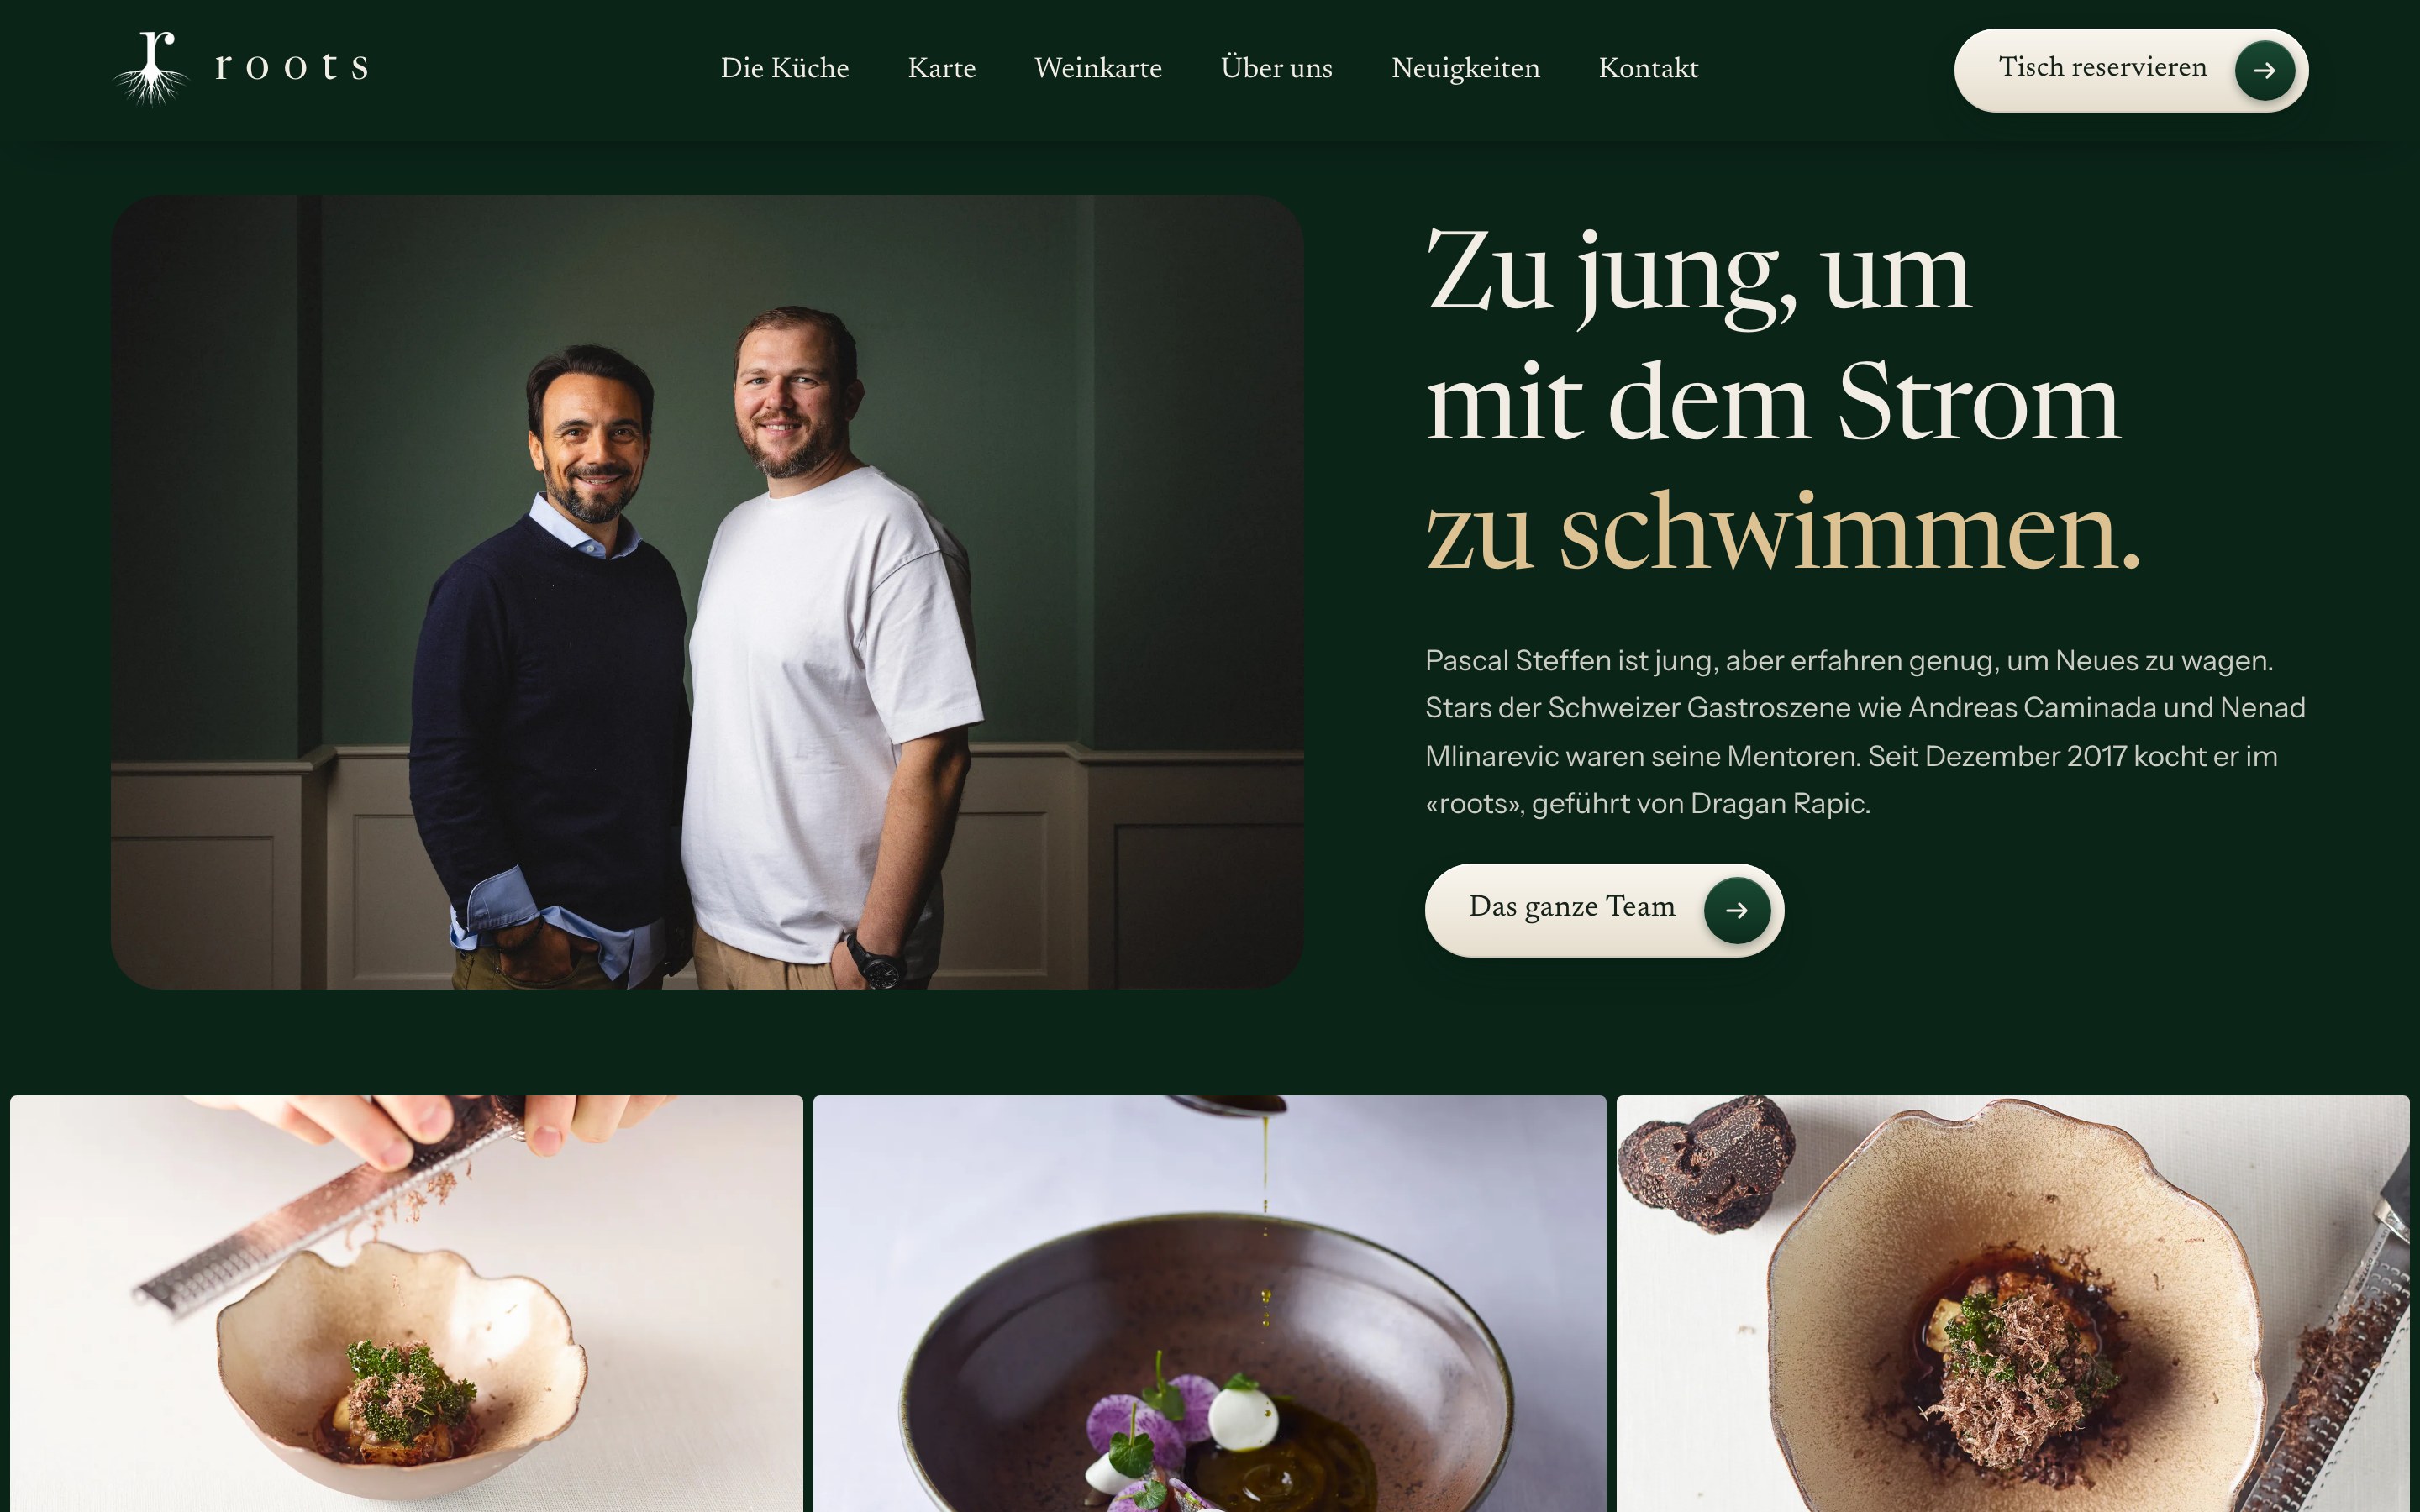 r roots
Die Küche Karte Weinkarte Über uns Neuigkeiten Kontakt
Tisch reservieren
Zu jung, um
mit dem Strom
zu schwimmen.
Pascal Steffen ist jung, aber erfahren genug, um Neues zu wagen.
Stars der Schweizer Gastroszene wie Andreas Caminada und Nenad
Mlinarevic waren seine Mentoren. Seit Dezember 2017 kocht er im
«roots», geführt von Dragan Rapic.
Das ganze Team